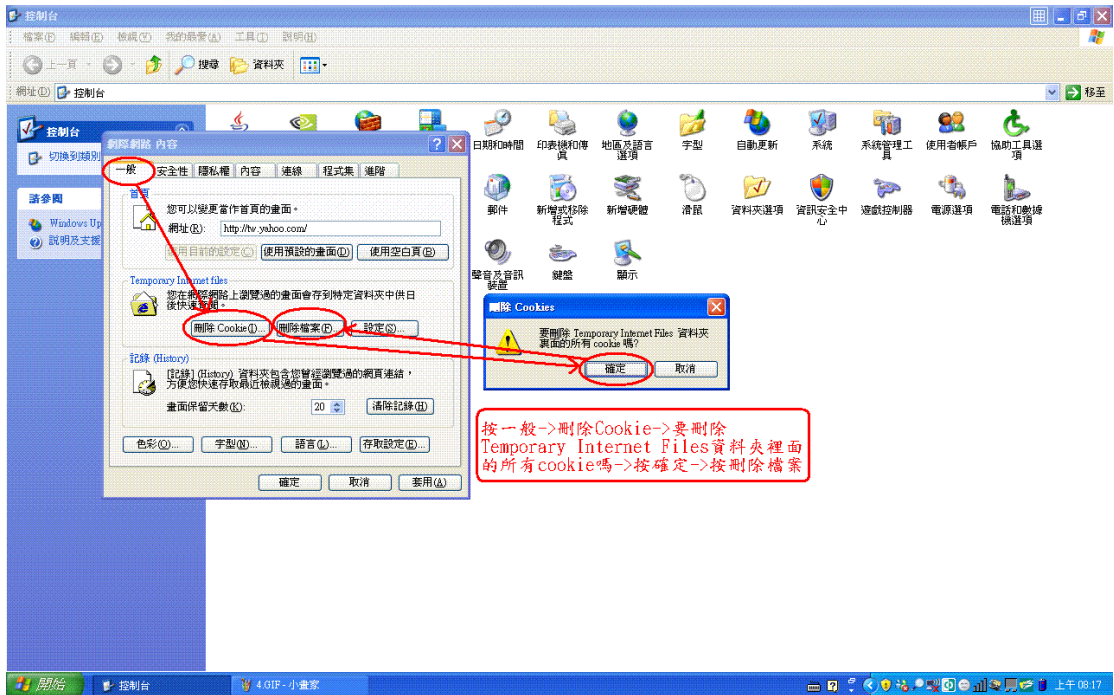 控制台
檔案(F) 編輯(E) 檢視(V) 我的最愛(A) 工具(T) 說明(H)
上一頁 搜尋 資料夾
網址(D) 控制台 移至
控制台
切換到類別
請參閱
Windows Up
說明及支援
日期和時間 印表機和傳真 地區及語言選項 字型 自動更新 系統 系統管理工具 使用者帳戶 協助工具選項
郵件 新增或移除程式 新增硬體 滑鼠 資料夾選項 資訊安全中心 遊戲控制器 電源選項 電話和數據機選項
聲音及音訊裝置 鍵盤 顯示
網際網路 內容
一般 安全性 隱私權 內容 連線 程式集 進階
首頁
您可以變更當作首頁的畫面。
網址(R): http://tw.yahoo.com/
使用目前的設定(C) 使用預設的畫面(D) 使用空白頁(B)
Temporary Internet files
您在網際網路上瀏覽過的畫面會存到特定資料夾中供日
後快速查閱。
刪除 Cookie(I)... 刪除檔案(F)... 設定(S)...
記錄 (History)
[記錄] (History) 資料夾包含您曾經瀏覽過的網頁連結，
方便您快速存取最近檢視過的畫面。
畫面保留天數(K): 20 清除記錄(H)
色彩(O)... 字型(N)... 語言(L)... 存取設定(E)...
確定 取消 套用(A)
刪除 Cookies
要刪除 Temporary Internet Files 資料夾
裏面的所有 cookie 嗎?
確定 取消
按一般->刪除Cookie->要刪除
Temporary Internet Files資料夾裡面
的所有cookie嗎->按確定->按刪除檔案
開始 控制台 4.GIF - 小畫家 上午 08:17